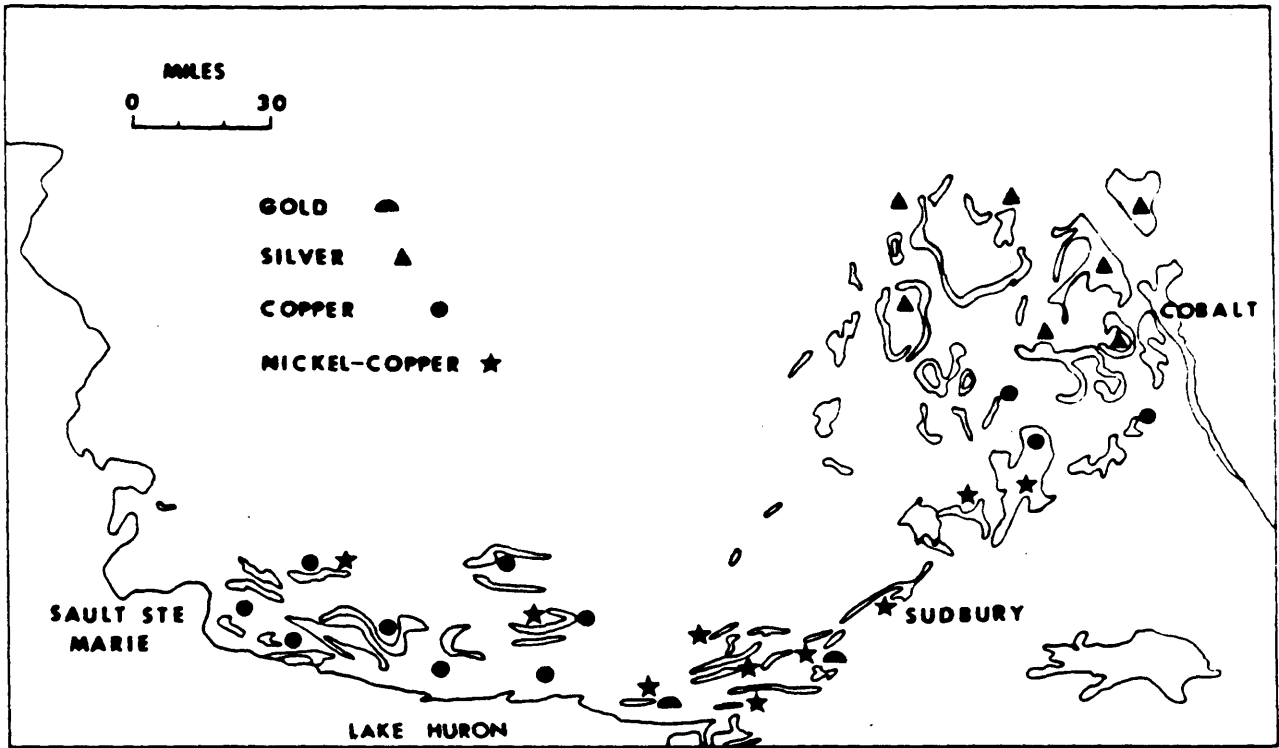 MILES
0 30
GOLD
SILVER
COPPER
NICKEL-COPPER
COBALT
SAULT STE
MARIE
SUDBURY
LAKE HURON